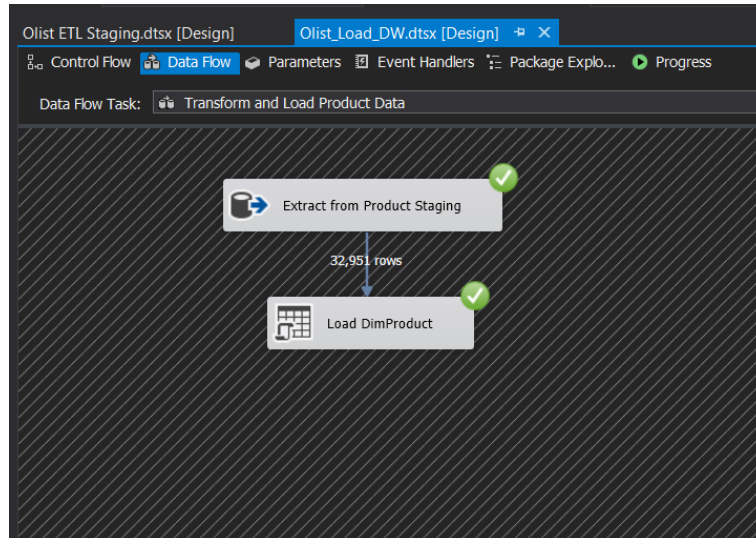 Olist ETL Staging.dtsx [Design] Olist_Load_DW.dtsx [Design]
Control Flow Data Flow Parameters Event Handlers Package Explo... Progress
Data Flow Task: Transform and Load Product Data
Extract from Product Staging
32,951 rows
Load DimProduct